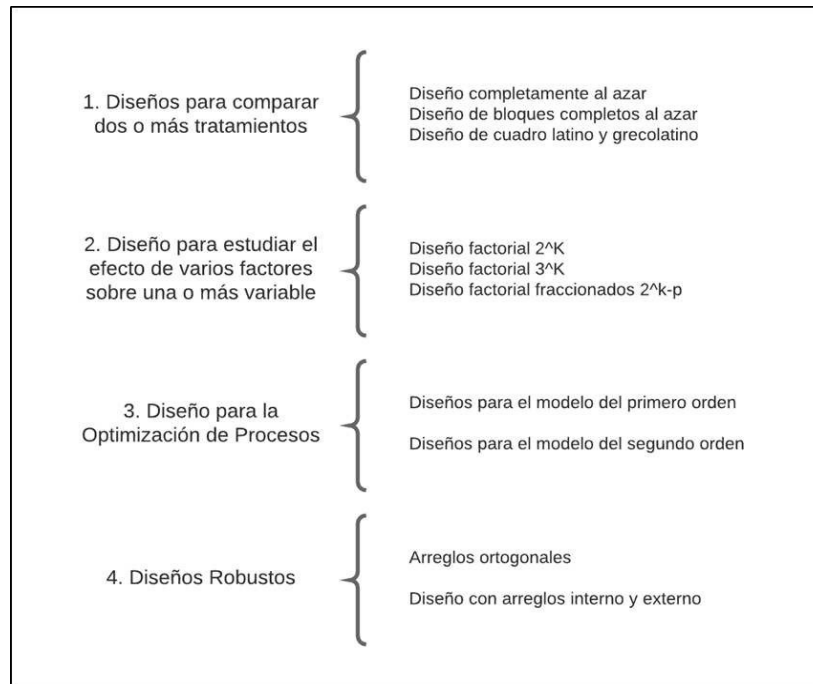 1. Diseños para comparar
dos o más tratamientos
Diseño completamente al azar
Diseño de bloques completos al azar
Diseño de cuadro latino y grecolatino
2. Diseño para estudiar el
efecto de varios factores
sobre una o más variable
Diseño factorial 2^K
Diseño factorial 3^K
Diseño factorial fraccionados 2^k-p
3. Diseño para la
Optimización de Procesos
Diseños para el modelo del primero orden
Diseños para el modelo del segundo orden
4. Diseños Robustos
Arreglos ortogonales
Diseño con arreglos interno y externo